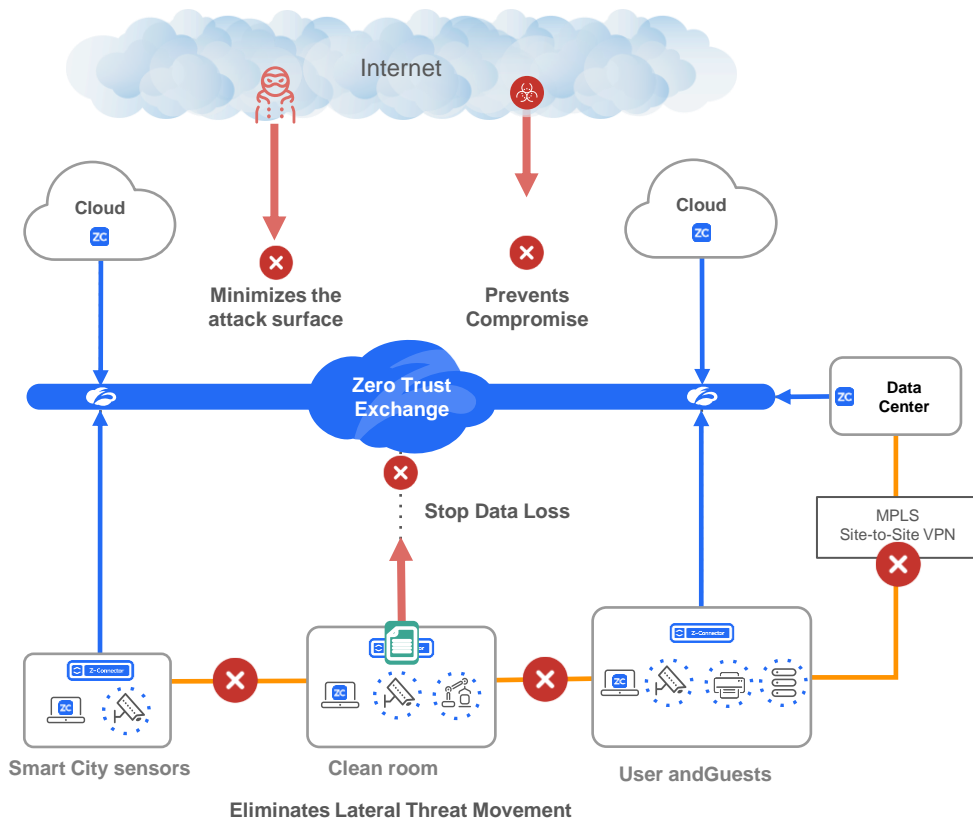 Internet
Cloud
ZC
Cloud
ZC
Minimizes the
attack surface
Prevents
Compromise
Zero Trust
Exchange
ZC
Data
Center
Stop Data Loss
MPLS
Site-to-Site VPN
Z-Connector
ZC
ZC
Z-Connector
ZC
Smart City sensors
Clean room
User andGuests
Eliminates Lateral Threat Movement